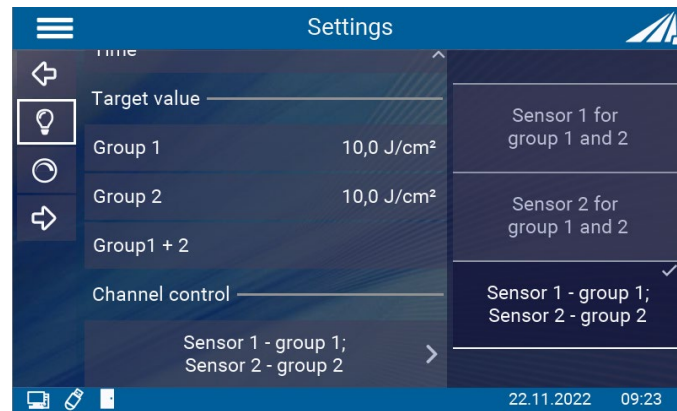 Settings
Time
Target value
Group 1 10,0 J/cm²
Group 2 10,0 J/cm²
Group1 + 2
Channel control
Sensor 1 - group 1;
Sensor 2 - group 2
Sensor 1 for
group 1 and 2
Sensor 2 for
group 1 and 2
Sensor 1 - group 1;
Sensor 2 - group 2
22.11.2022 09:23